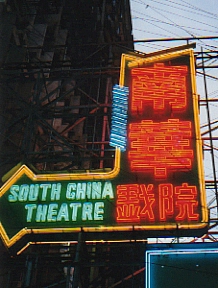 南華
戲院
SOUTH CHINA
THEATRE